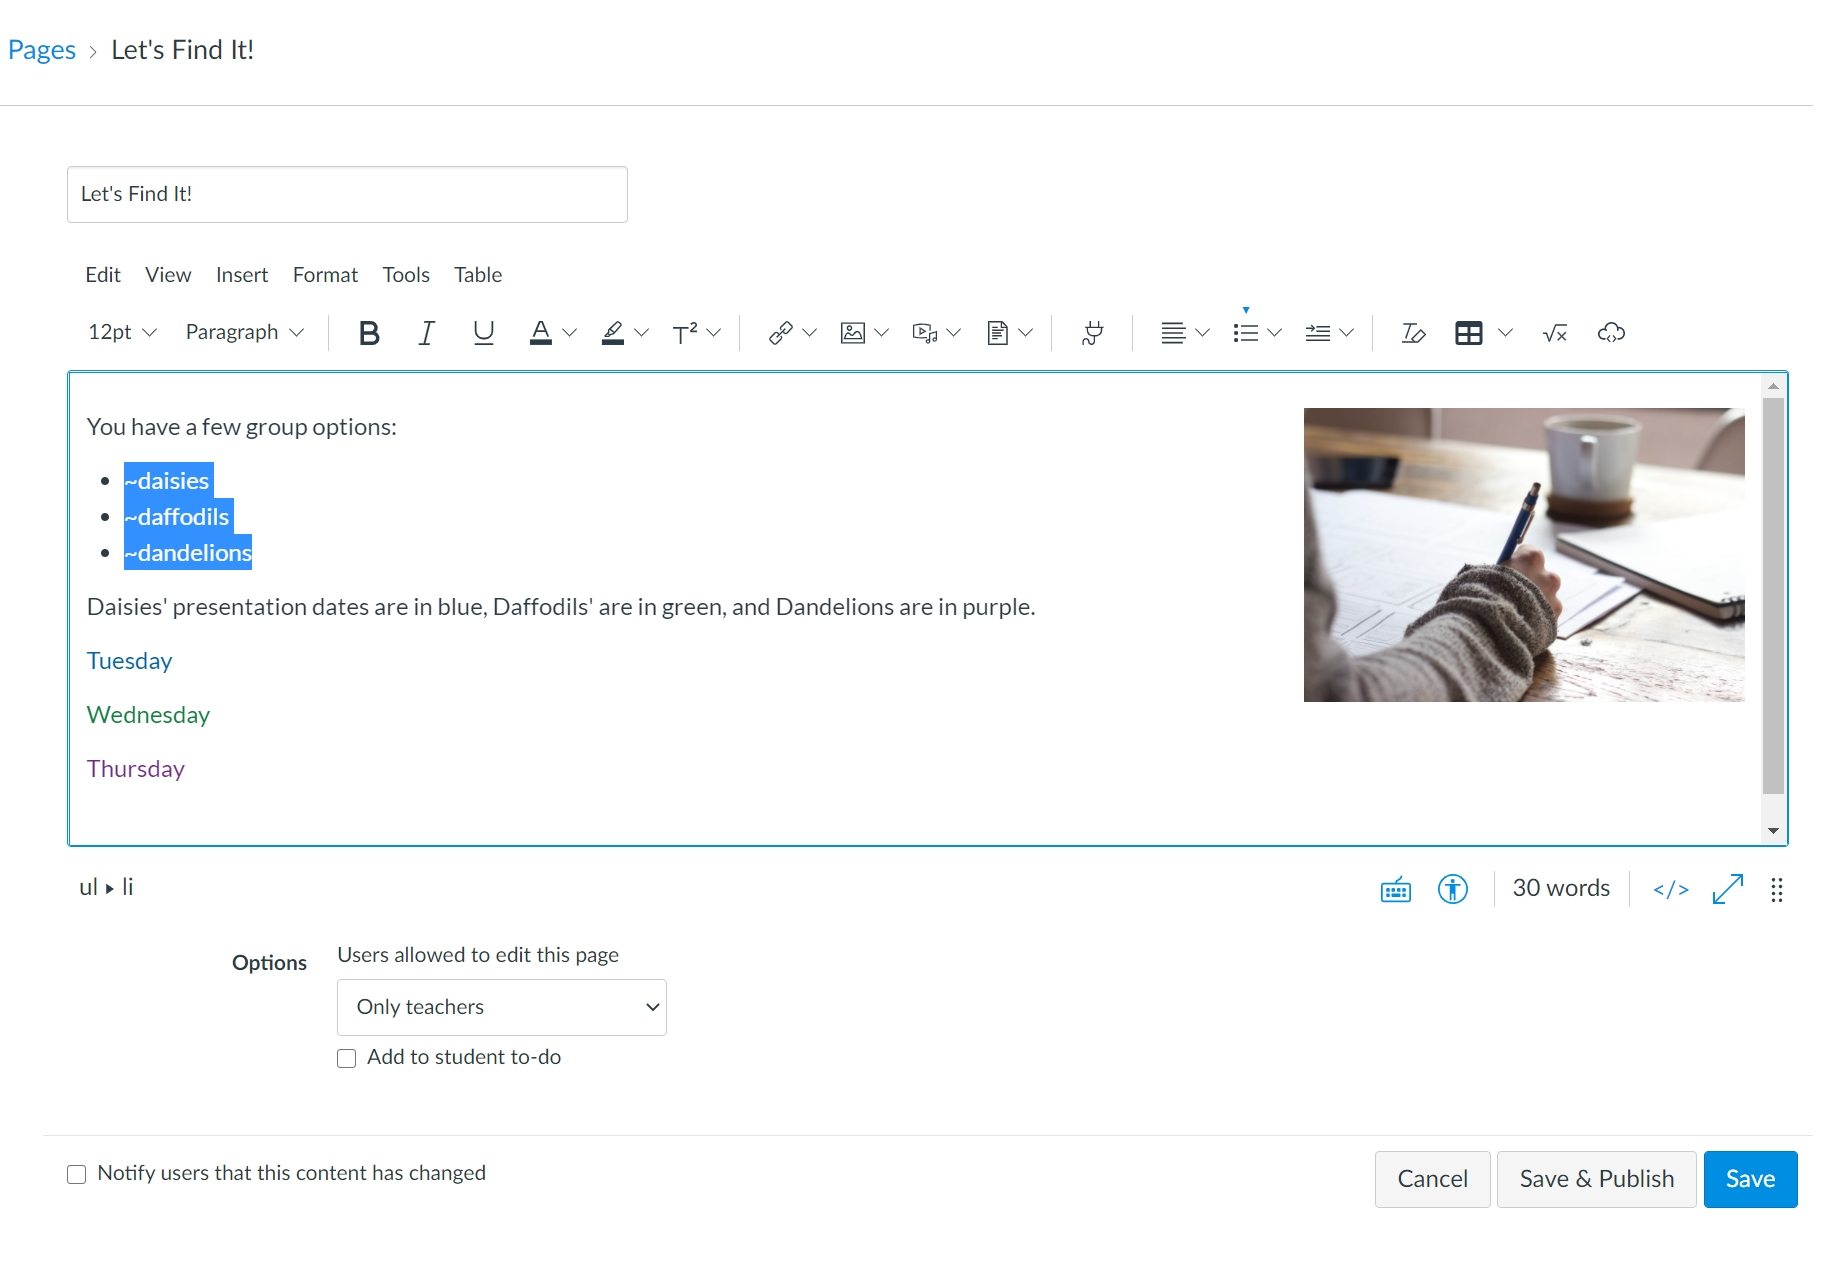 Pages > Let's Find It!
Let's Find It!
Edit View Insert Format Tools Table
12pt Paragraph B I U A T²
You have a few group options:
• ~daisies
• ~daffodils
• ~dandelions
Daisies' presentation dates are in blue, Daffodils' are in green, and Dandelions are in purple.
Tuesday
Wednesday
Thursday
ul ▸ li 30 words </>
Options Users allowed to edit this page
Only teachers
Add to student to-do
Notify users that this content has changed
Cancel Save & Publish Save